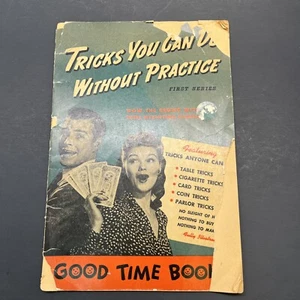 TRICKS YOU CAN DO
WITHOUT PRACTICE
FIRST SERIES
Featuring
TRICKS ANYONE CAN
• TABLE TRICKS
• CIGARETTE TRICKS
• CARD TRICKS
• COIN TRICKS
• PARLOR TRICKS
NO SLEIGHT OF H
NOTHING TO BUY
NOTHING TO MA
GOOD TIME BOOK